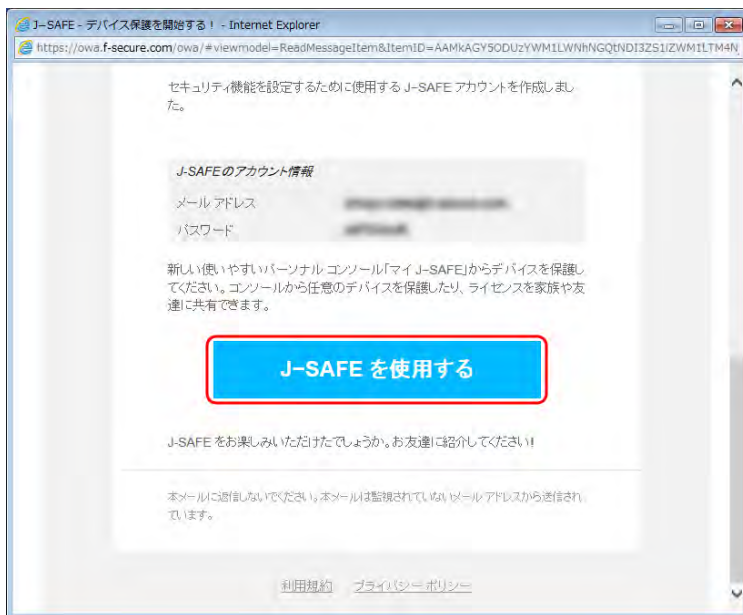 J-SAFE - デバイス保護を開始する! - Internet Explorer
https://owa.f-secure.com/owa/#viewmodel=ReadMessageItem&ItemID=
セキュリティ機能を設定するために使用する J-SAFE アカウントを作成しまし
た。
J-SAFEのアカウント情報
メール アドレス
パスワード
新しい使いやすいパーソナル コンソール「マイ J-SAFE」からデバイスを保護し
てください。コンソールから任意のデバイスを保護したり、ライセンスを家族や友
達に共有できます。
J-SAFE を使用する
J-SAFE をお楽しみいただけたでしょうか。お友達に紹介してください!
本メールに返信しないでください。本メールは監視されていないメール アドレスから送信され
ています。
利用規約 プライバシー ポリシー